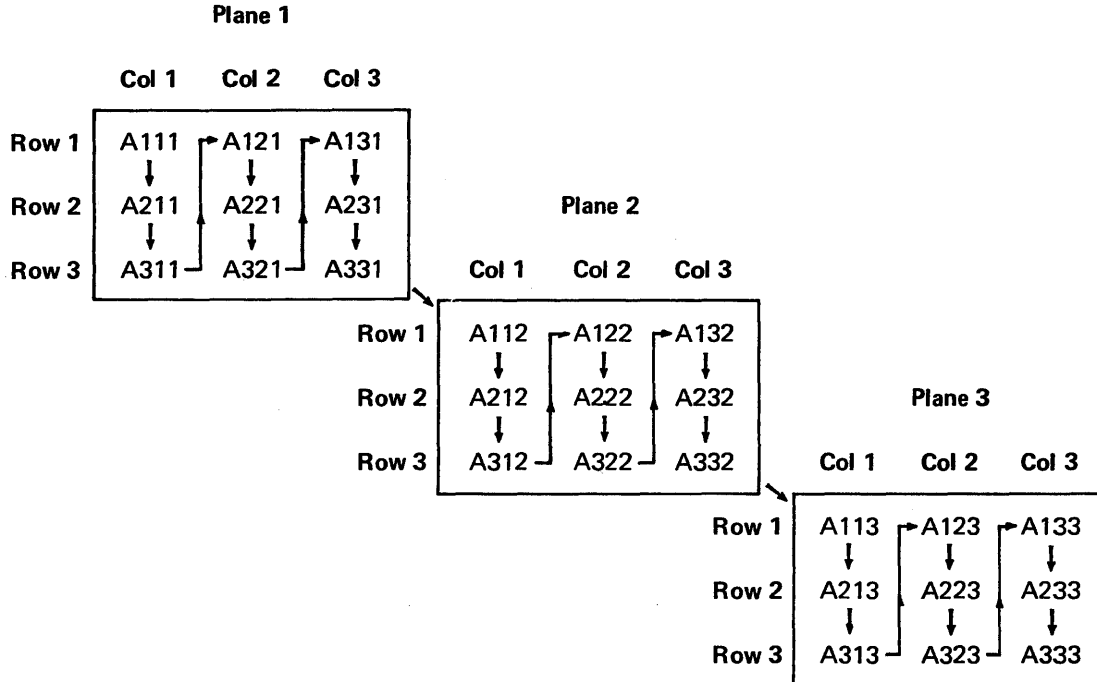 Plane 1
Col 1 Col 2 Col 3
Row 1 A111 A121 A131
Row 2 A211 A221 A231
Row 3 A311 A321 A331
Plane 2
Col 1 Col 2 Col 3
Row 1 A112 A122 A132
Row 2 A212 A222 A232
Row 3 A312 A322 A332
Plane 3
Col 1 Col 2 Col 3
Row 1 A113 A123 A133
Row 2 A213 A223 A233
Row 3 A313 A323 A333